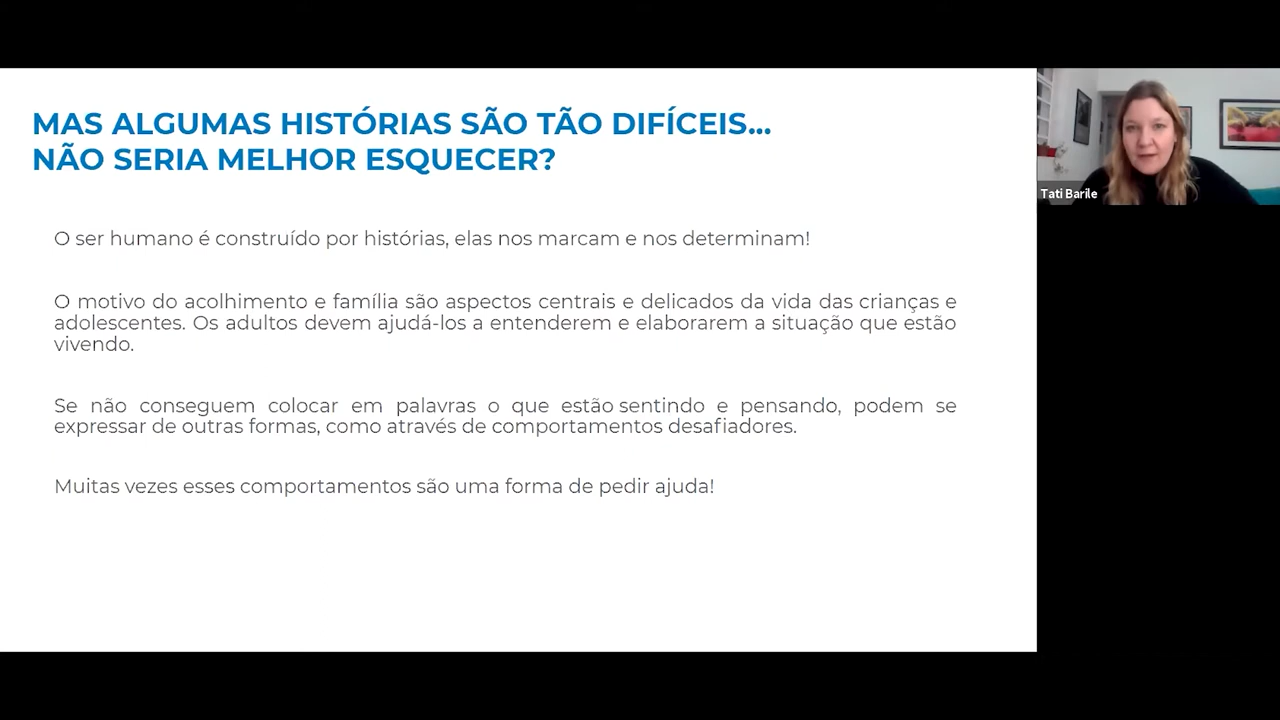 MAS ALGUMAS HISTÓRIAS SÃO TÃO DIFÍCEIS...
NÃO SERIA MELHOR ESQUECER?
O ser humano é construído por histórias, elas nos marcam e nos determinam!
O motivo do acolhimento e família são aspectos centrais e delicados da vida das crianças e
adolescentes. Os adultos devem ajudá-los a entenderem e elaborarem a situação que estão
vivendo.
Se não conseguem colocar em palavras o que estão sentindo e pensando, podem se
expressar de outras formas, como através de comportamentos desafiadores.
Muitas vezes esses comportamentos são uma forma de pedir ajuda!
Tati Barile